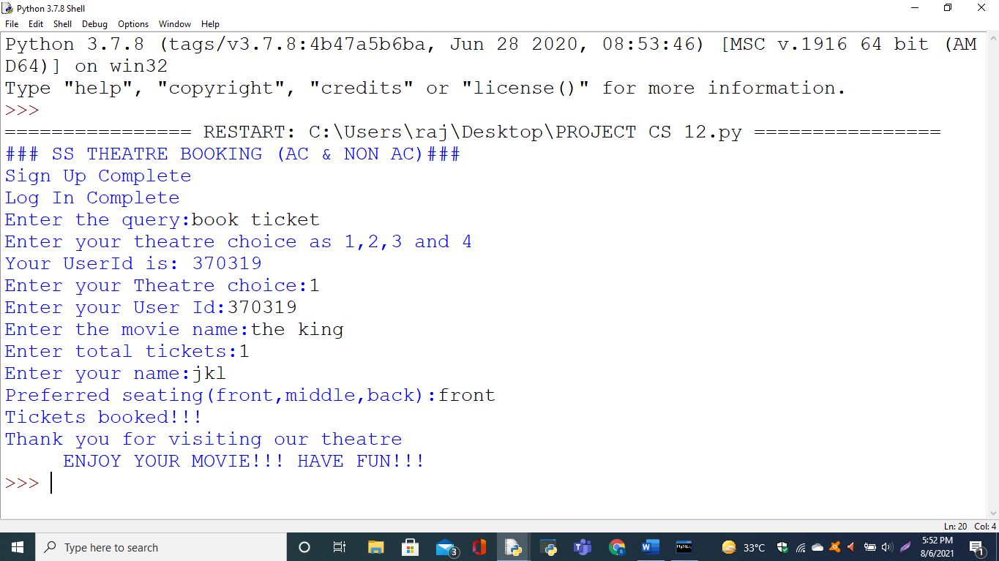 Python 3.7.8 Shell
File Edit Shell Debug Options Window Help
Python 3.7.8 (tags/v3.7.8:4b47a5b6ba, Jun 28 2020, 08:53:46) [MSC v.1916 64 bit (AM
D64)] on win32
Type "help", "copyright", "credits" or "license()" for more information.
>>>
================ RESTART: C:\Users\raj\Desktop\PROJECT CS 12.py ================
### SS THEATRE BOOKING (AC & NON AC)###
Sign Up Complete
Log In Complete
Enter the query:book ticket
Enter your theatre choice as 1,2,3 and 4
Your UserId is: 370319
Enter your Theatre choice:1
Enter your User Id:370319
Enter the movie name:the king
Enter total tickets:1
Enter your name:jkl
Preferred seating(front,middle,back):front
Tickets booked!!!
Thank you for visiting our theatre
     ENJOY YOUR MOVIE!!! HAVE FUN!!!
>>>
Ln: 20 Col: 4
Type here to search
3
W
MySQL
33°C
5:52 PM
8/6/2021
1